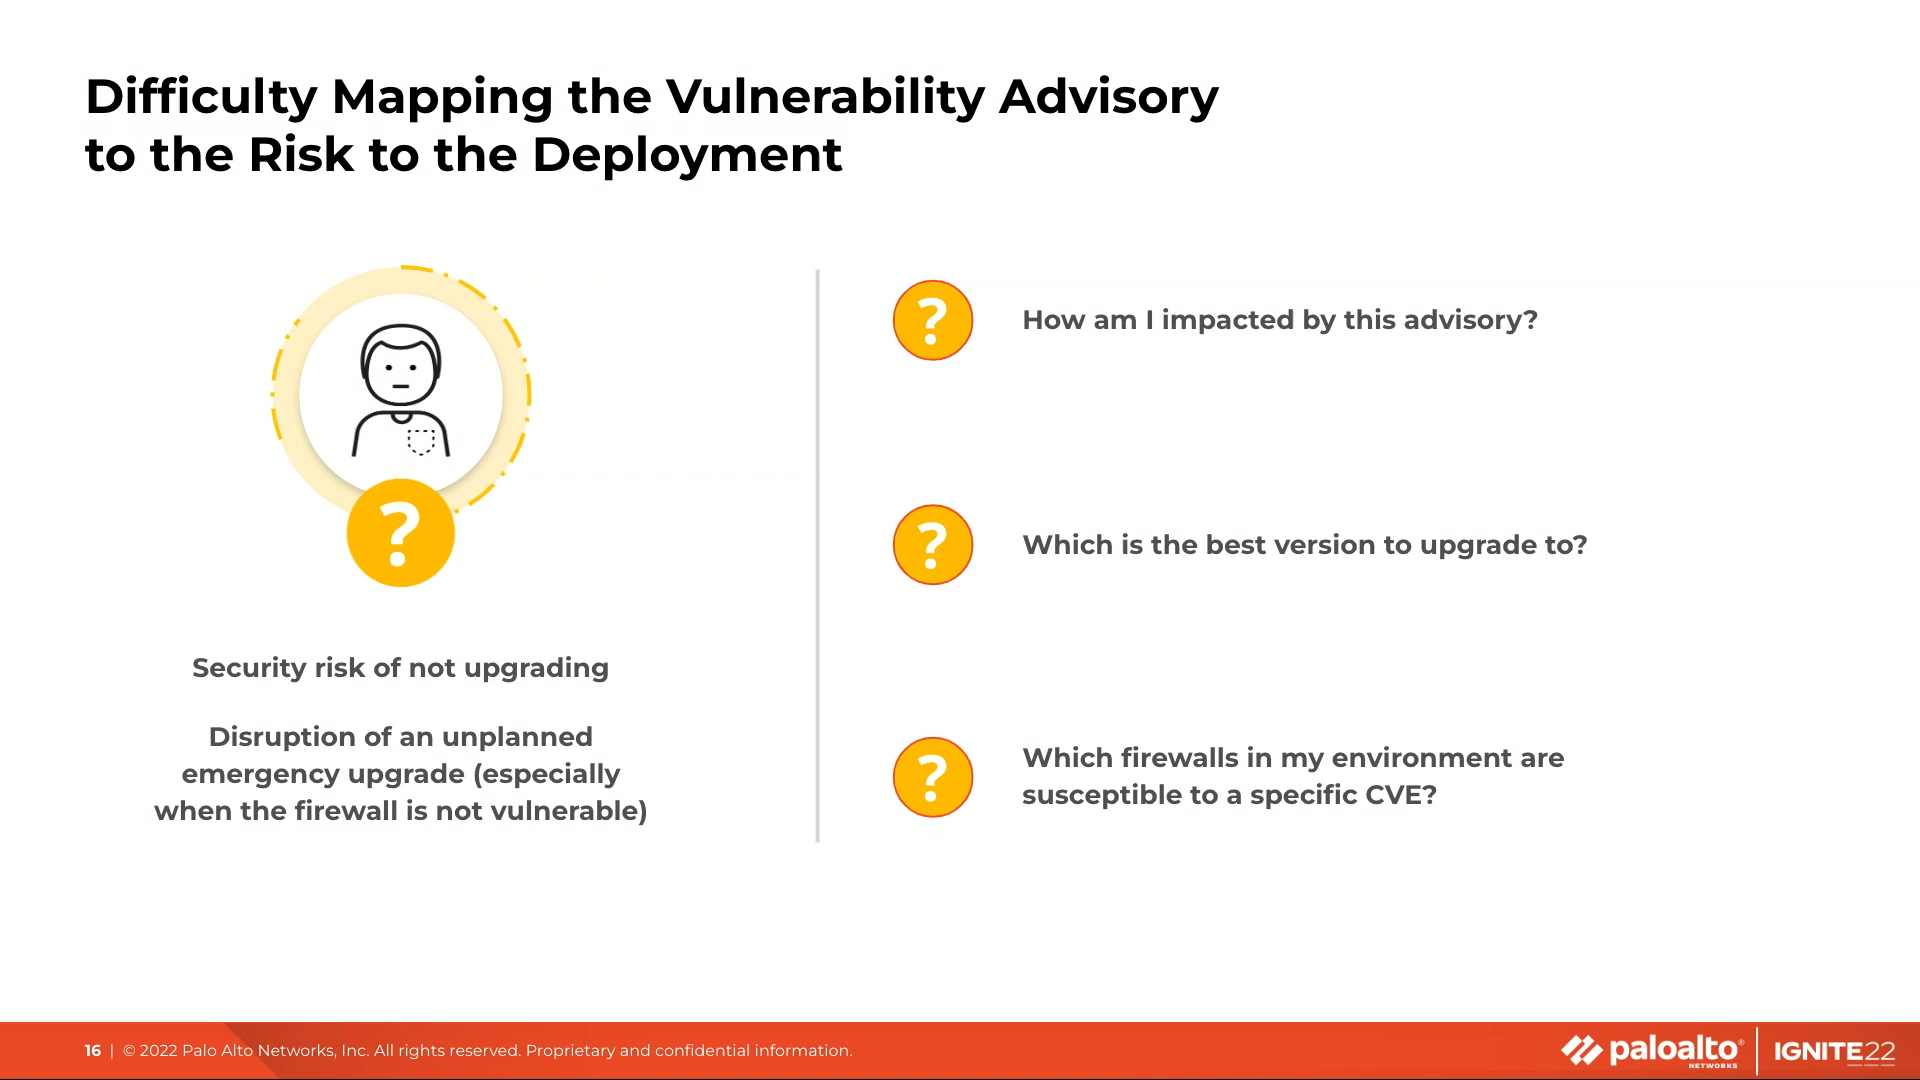 Difficulty Mapping the Vulnerability Advisory
to the Risk to the Deployment
?
Security risk of not upgrading
Disruption of an unplanned
emergency upgrade (especially
when the firewall is not vulnerable)
?
How am I impacted by this advisory?
?
Which is the best version to upgrade to?
?
Which firewalls in my environment are
susceptible to a specific CVE?
16 | © 2022 Palo Alto Networks, Inc. All rights reserved. Proprietary and confidential information.
paloalto®
NETWORKS
IGNITE22